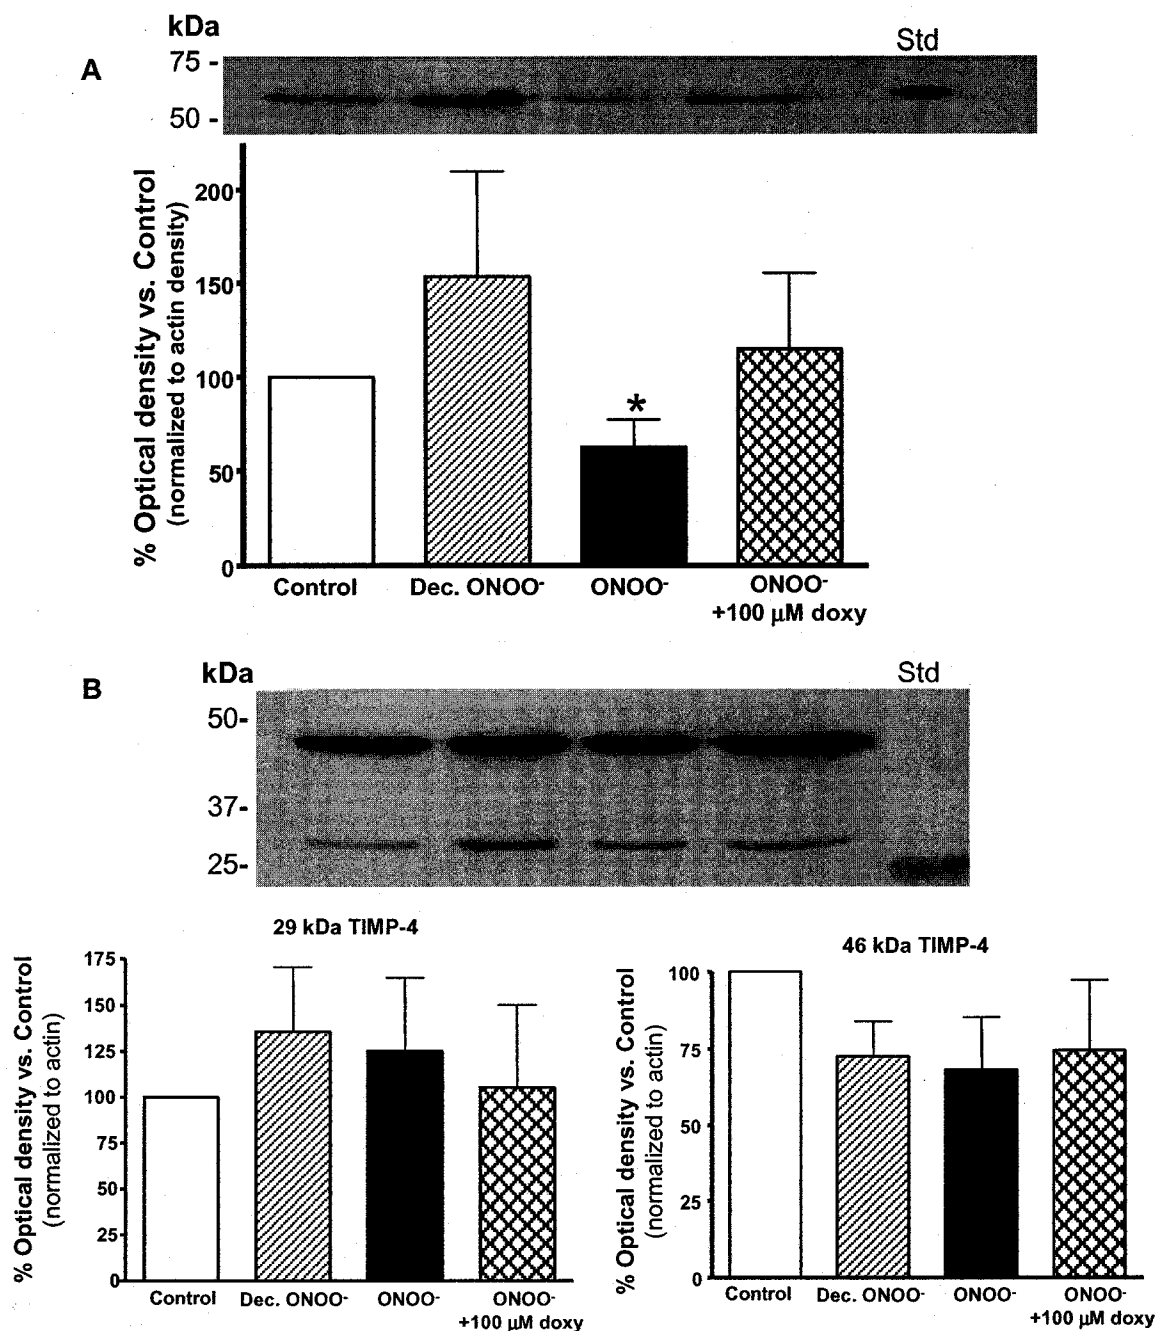 kDa
Std
A
75 -
50 -
% Optical density vs. Control
(normalized to actin density)
200
150
100
50
0
*
Control
Dec. ONOO-
ONOO-
ONOO-
+100 µM doxy
B
kDa
Std
50-
37-
25-
29 kDa TIMP-4
% Optical density vs. Control
(normalized to actin)
175
150
125
100
75
50
25
0
Control
Dec. ONOO-
ONOO-
ONOO-
+100 µM doxy
46 kDa TIMP-4
% Optical density vs. Control
(normalized to actin)
100
75
50
25
0
Control
Dec. ONOO-
ONOO-
ONOO-
+100 µM doxy